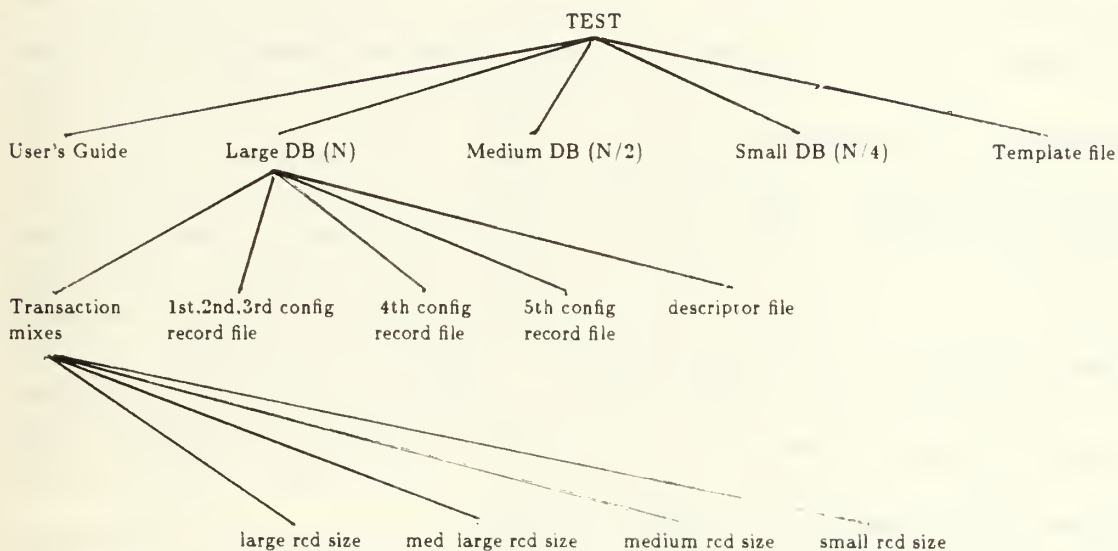 TEST
User's Guide
Large DB (N)
Medium DB (N/2)
Small DB (N/4)
Template file
Transaction
mixes
1st,2nd,3rd config
record file
4th config
record file
5th config
record file
descriptor file
large rcd size
med large rcd size
medium rcd size
small rcd size